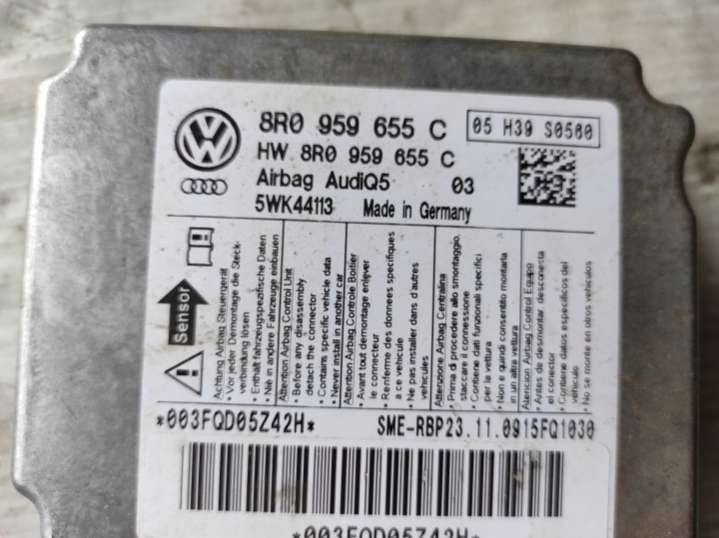 8R0 959 655 C
05 H39 S0560
HW 8R0 959 655 C
Airbag AudiQ5 03
5WK44113 Made in Germany
Sensor
Achtung Airbag Steuergerät
• Vor jeder Demontage die Steck-
verbindung lösen
• Enthält fahrzeugspezifische Daten
• Nie in andere Fahrzeuge einbauen
Attention Airbag Control Unit
• Before any disassembly
detach the connector
• Contains specific vehicle data
• Never install in another car
Attention Airbag Controle Boitier
• Avant tout demontage enlever
le connecteur
• Renferme des donnees specifiques
a ce vehicule
• Ne pas installer dans d'autres
vehicules
Attenzione Airbag Centralina
• Prima di procedere allo smontaggio,
staccare il connessione
• Contiene dati funzionali specifici
per la vettura
• Non e quindi consentito montarla
in un altra vettura
Atencion Airbag Control Equipo
• Antes de desmontar, desconecta
el conector
• Contiene datos especificos del
vehiculo
• No se monte en otros vehiculos
*003FQD05Z42H* SME-RBP23.11.0915FQ1030
*003FQD05Z42H*